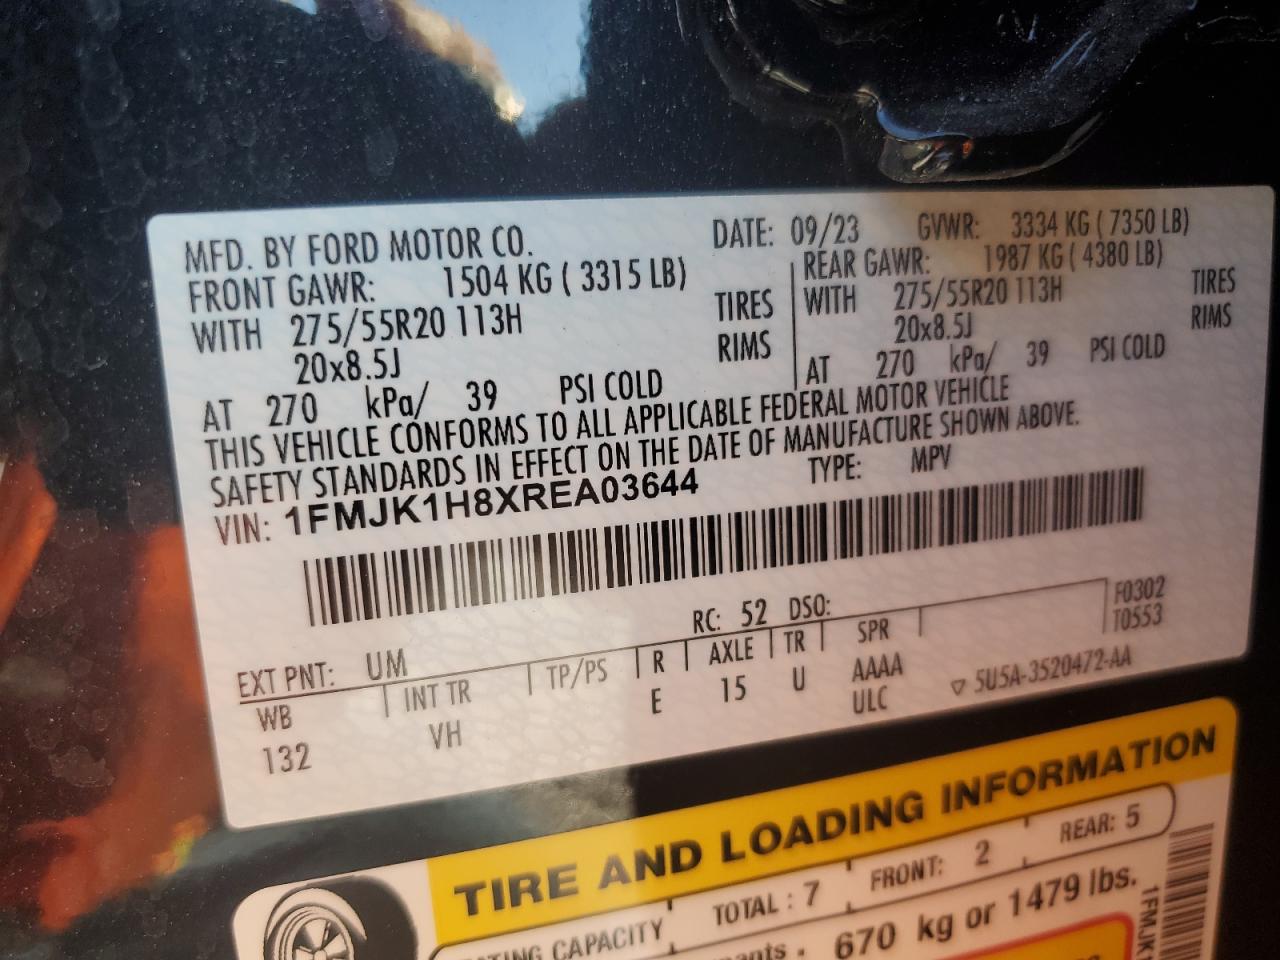 MFD. BY FORD MOTOR CO. DATE: 09/23 GVWR: 3334 KG ( 7350 LB)
FRONT GAWR: 1504 KG ( 3315 LB) REAR GAWR: 1987 KG ( 4380 LB)
WITH 275/55R20 113H TIRES WITH 275/55R20 113H TIRES
20x8.5J RIMS 20x8.5J RIMS
AT 270 kPa/ 39 PSI COLD AT 270 kPa/ 39 PSI COLD
THIS VEHICLE CONFORMS TO ALL APPLICABLE FEDERAL MOTOR VEHICLE
SAFETY STANDARDS IN EFFECT ON THE DATE OF MANUFACTURE SHOWN ABOVE.
VIN: 1FMJK1H8XREA03644 TYPE: MPV
F0302
T0553
RC: 52 DSO:
EXT PNT: UM
WB INT TR TP/PS R AXLE TR SPR
132 VH E 15 U AAAA
ULC
5U5A-3520472-AA
TIRE AND LOADING INFORMATION
CAPACITY TOTAL : 7 FRONT: 2 REAR: 5
670 kg or 1479 lbs.